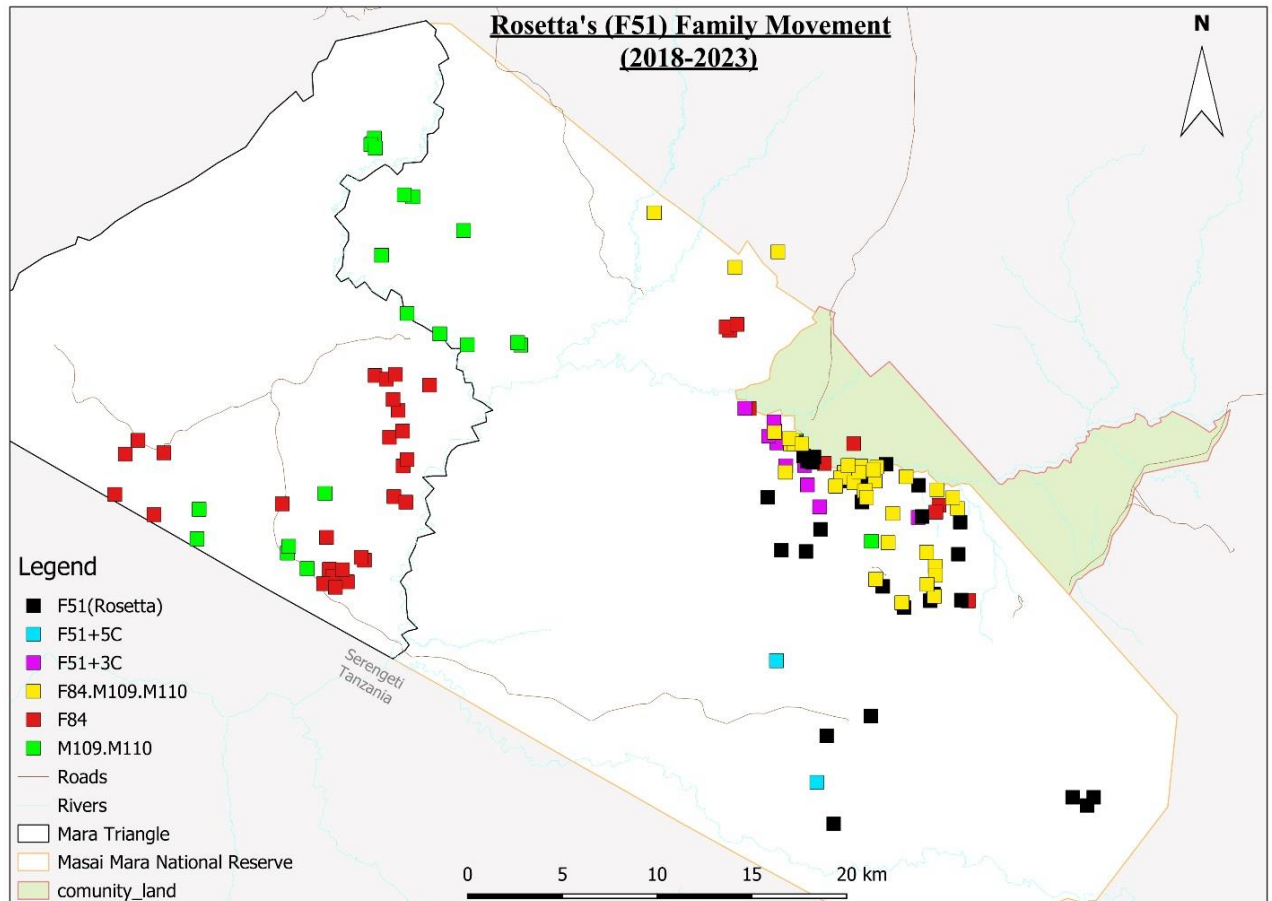 Rosetta's (F51) Family Movement
(2018-2023)
N
Serengeti
Tanzania
Legend
F51(Rosetta)
F51+5C
F51+3C
F84.M109.M110
F84
M109.M110
Roads
Rivers
Mara Triangle
Masai Mara National Reserve
comunity_land
0 5 10 15 20 km